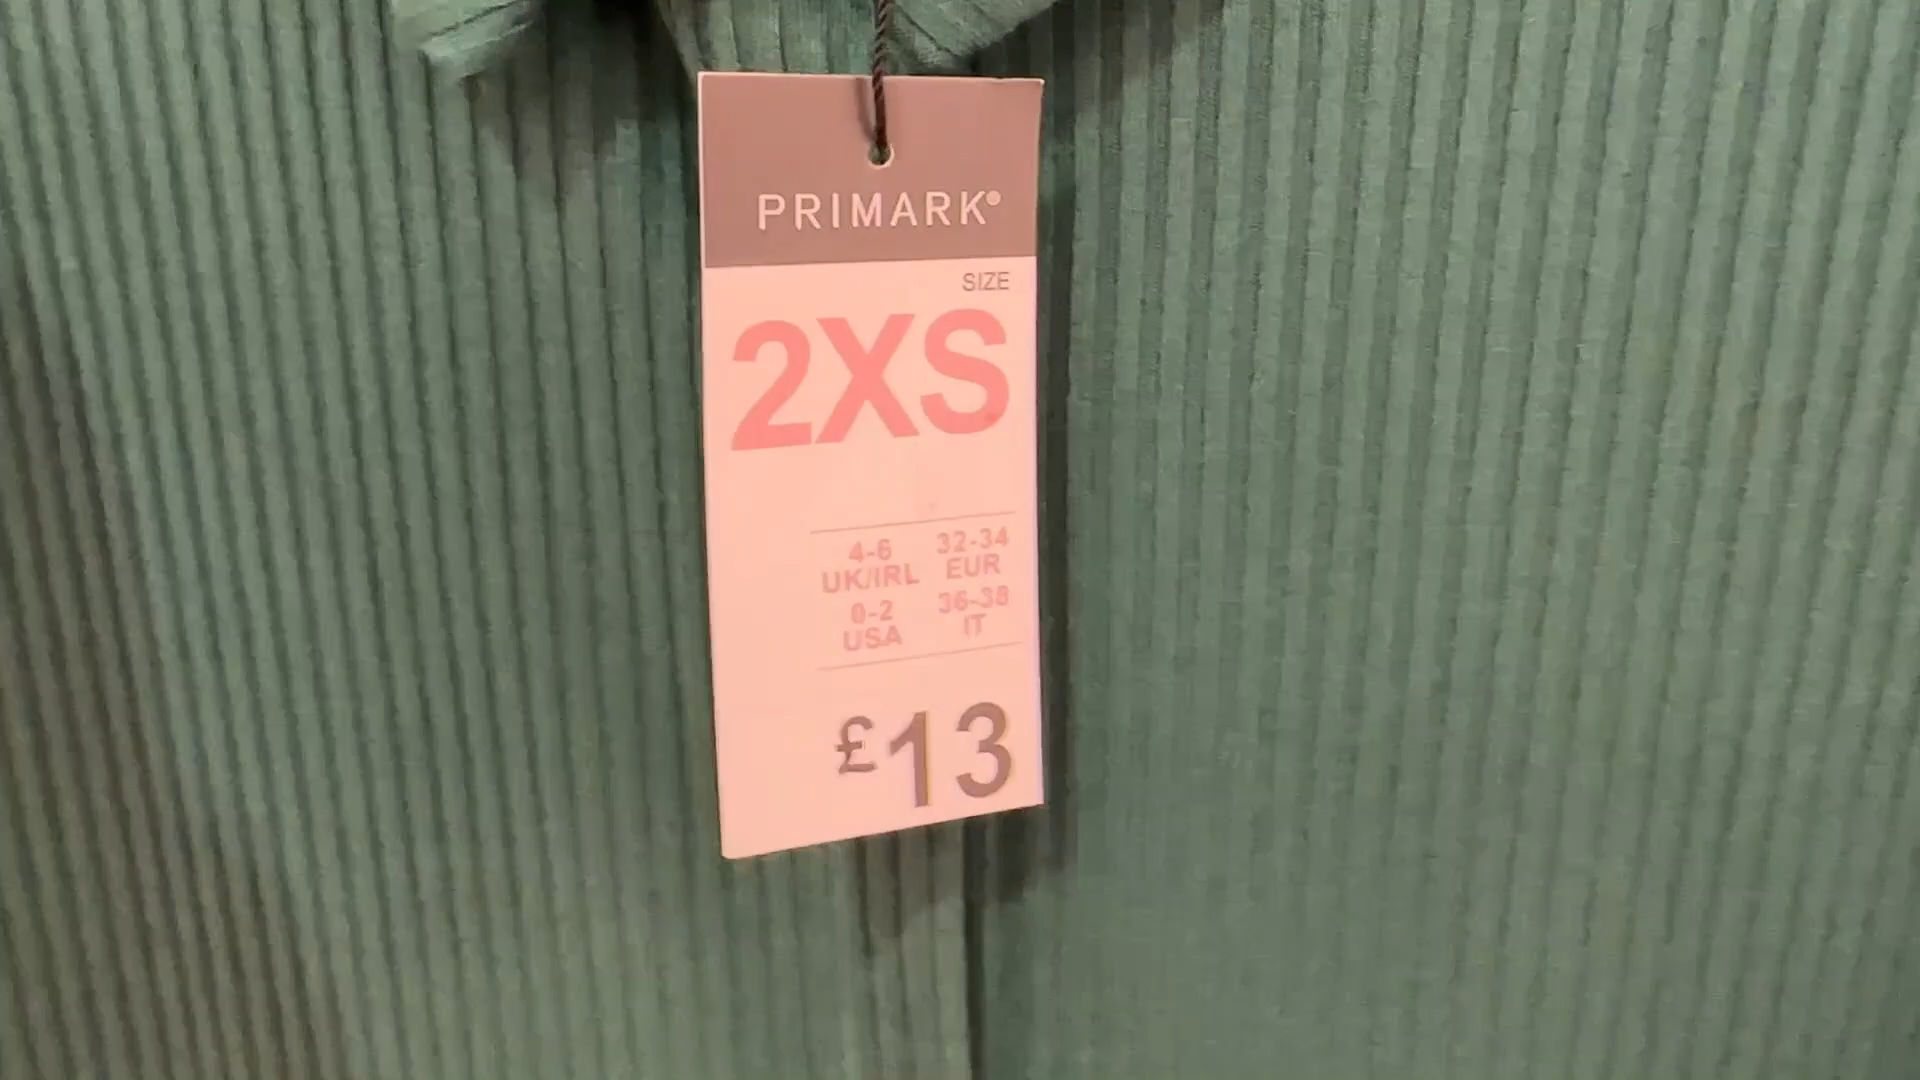 PRIMARK®
SIZE
2XS
4-6 32-34
UK/IRL EUR
0-2 36-38
USA IT
£13